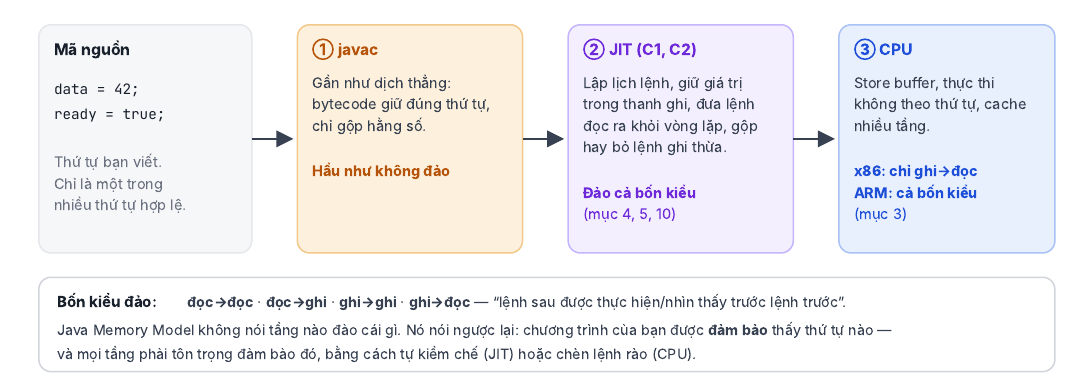 Mã nguồn
data = 42;
ready = true;
Thứ tự bạn viết.
Chỉ là một trong
nhiều thứ tự hợp lệ.
① javac
Gần như dịch thẳng:
bytecode giữ đúng thứ tự,
chỉ gộp hằng số.
Hầu như không đảo
② JIT (C1, C2)
Lập lịch lệnh, giữ giá trị
trong thanh ghi, đưa lệnh
đọc ra khỏi vòng lặp, gộp
hay bỏ lệnh ghi thừa.
Đảo cả bốn kiểu
(mục 4, 5, 10)
③ CPU
Store buffer, thực thi
không theo thứ tự, cache
nhiều tầng.
x86: chỉ ghi→đọc
ARM: cả bốn kiểu
(mục 3)
Bốn kiểu đảo: đọc→đọc · đọc→ghi · ghi→ghi · ghi→đọc — “lệnh sau được thực hiện/nhìn thấy trước lệnh trước”.
Java Memory Model không nói tầng nào đảo cái gì. Nó nói ngược lại: chương trình của bạn được đảm bảo thấy thứ tự nào —
và mọi tầng phải tôn trọng đảm bảo đó, bằng cách tự kiềm chế (JIT) hoặc chèn lệnh rào (CPU).